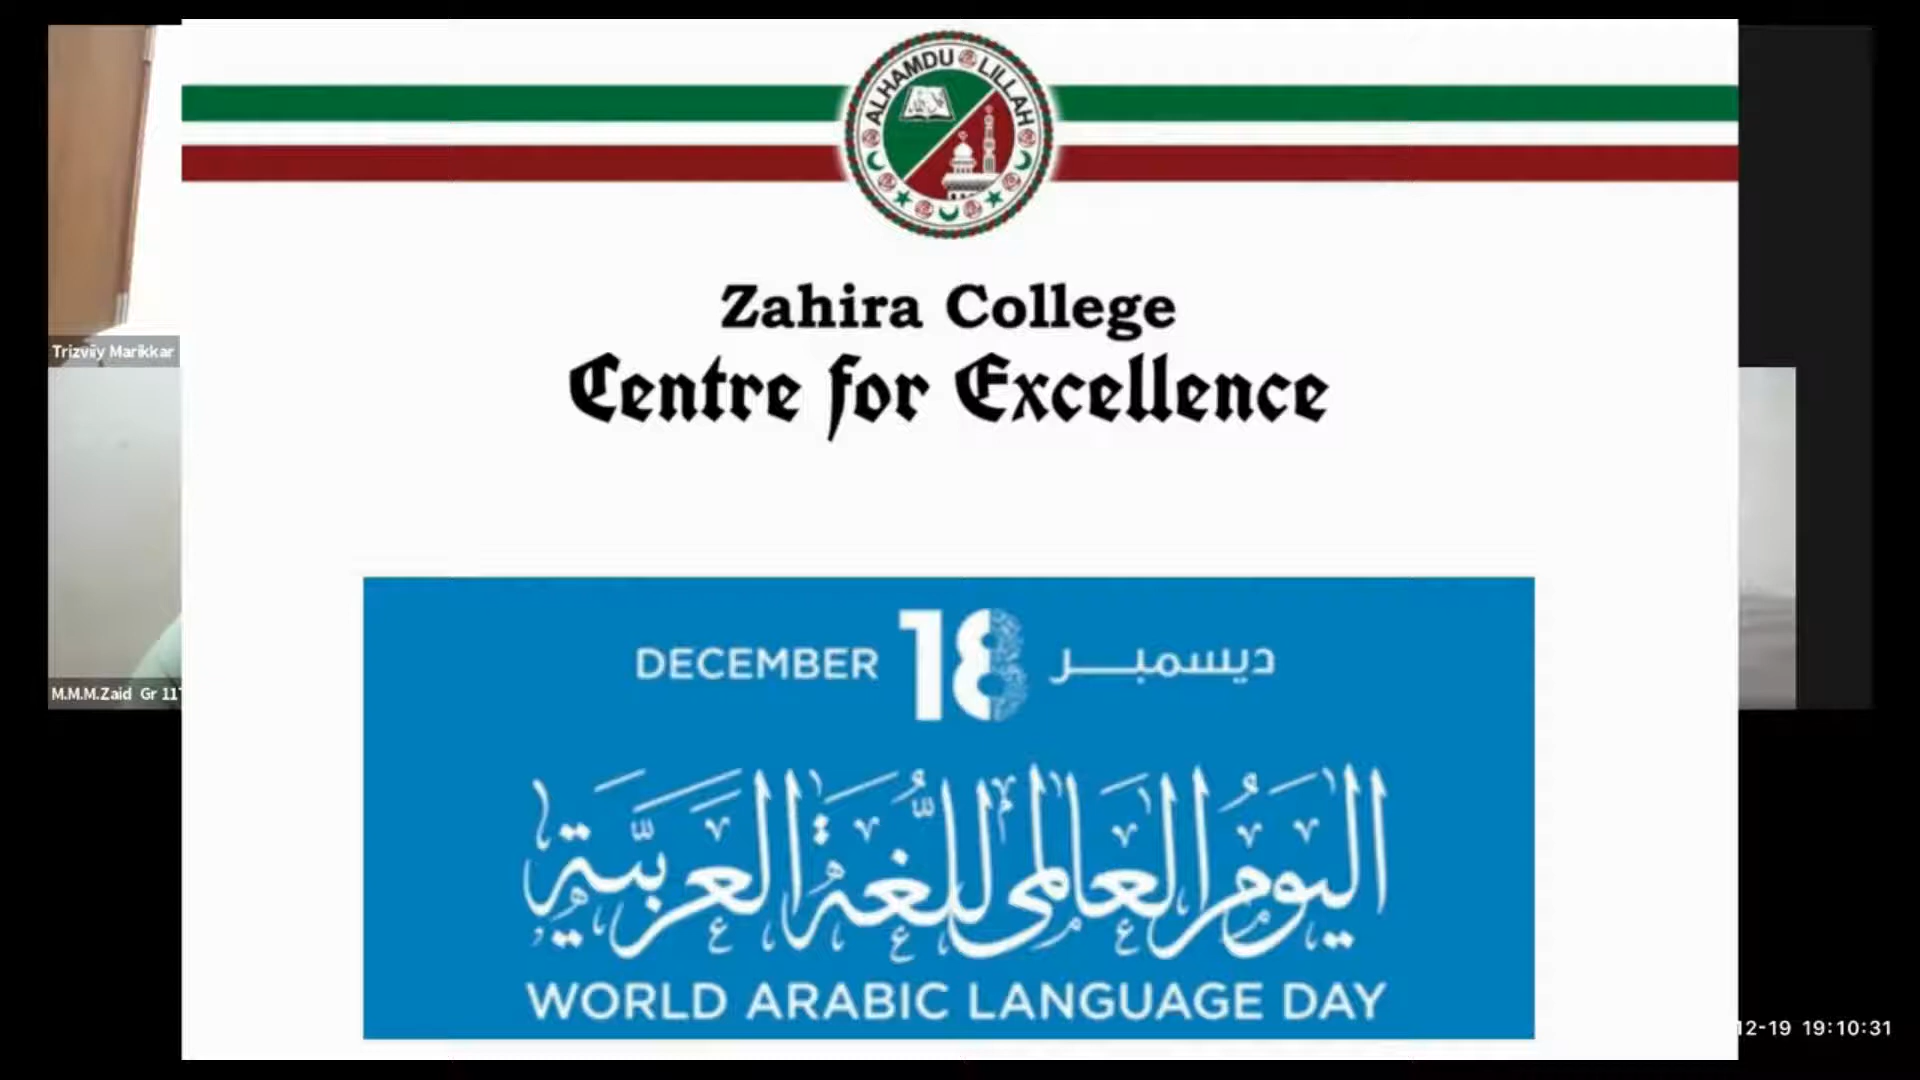 ALHAMDU LILLAH
Zahira College
Centre for Excellence
Trizviiy Marikkar
M.M.M.Zaid Gr 11
DECEMBER 18 ديسمبر
اليوم العالمي للغة العربية
WORLD ARABIC LANGUAGE DAY
12-19 19:10:31